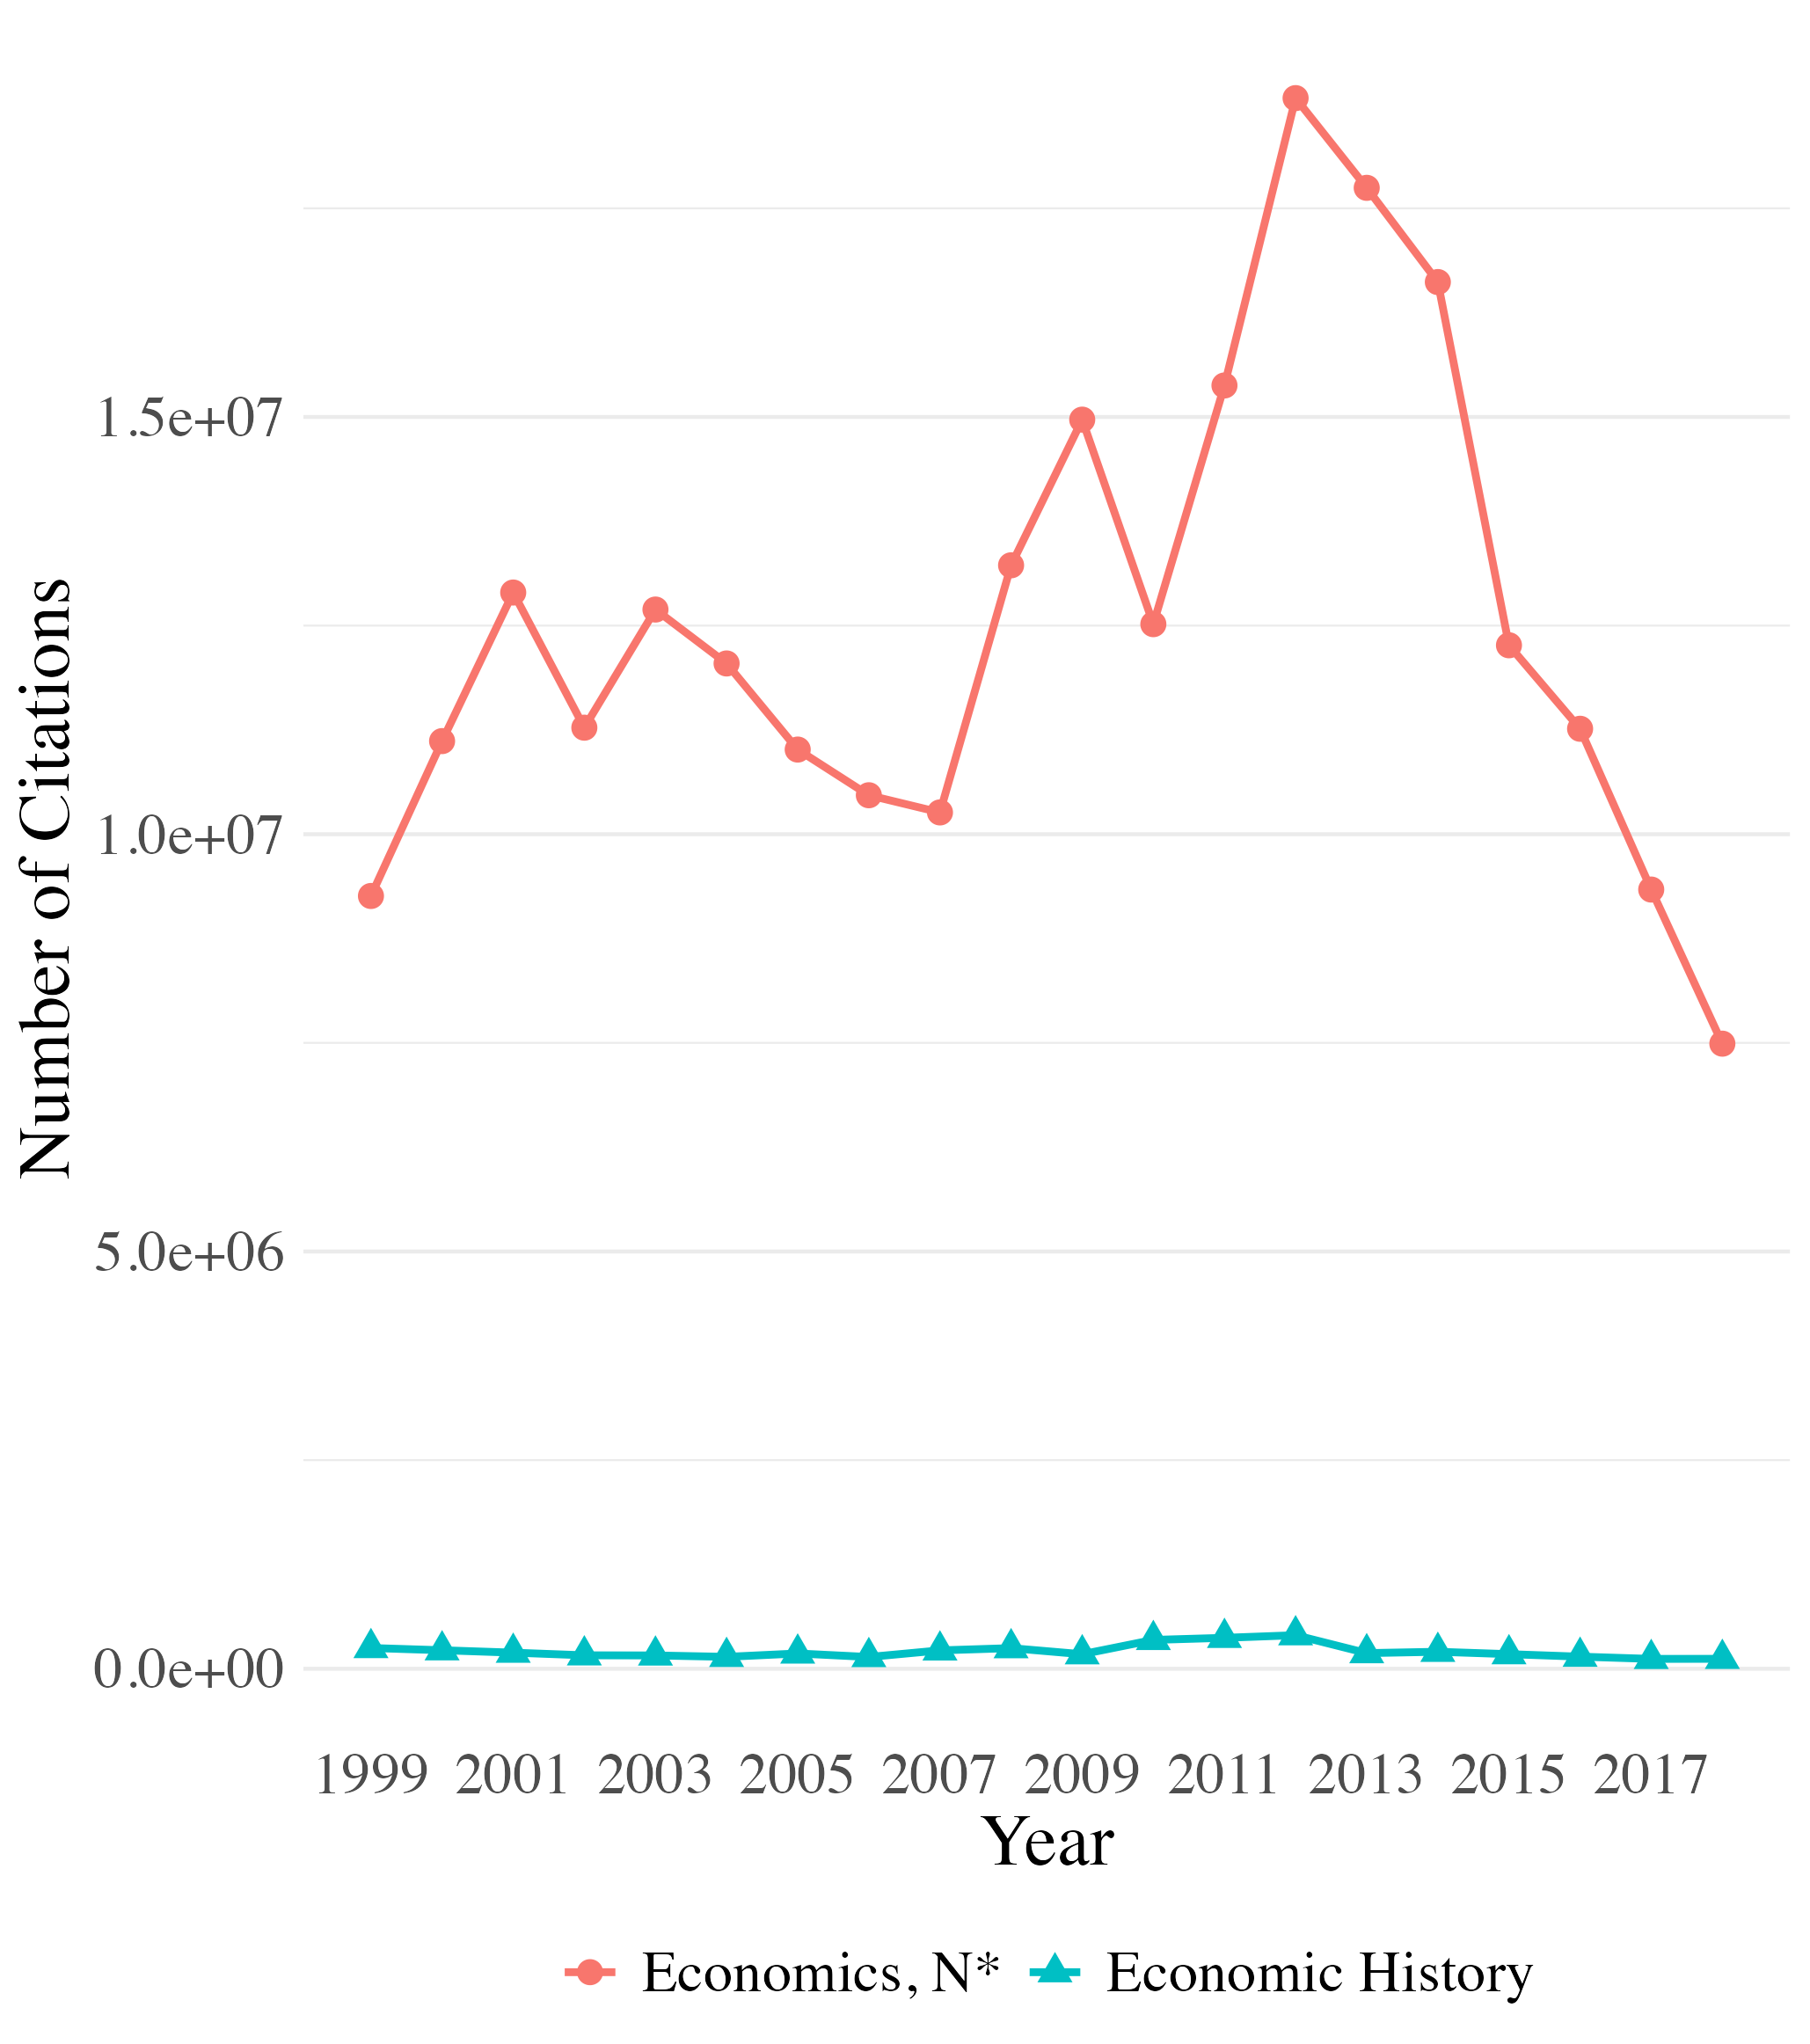 Number of Citations
1.5e+07
1.0e+07
5.0e+06
0.0e+00
1999 2001 2003 2005 2007 2009 2011 2013 2015 2017
Year
Economics, N* Economic History